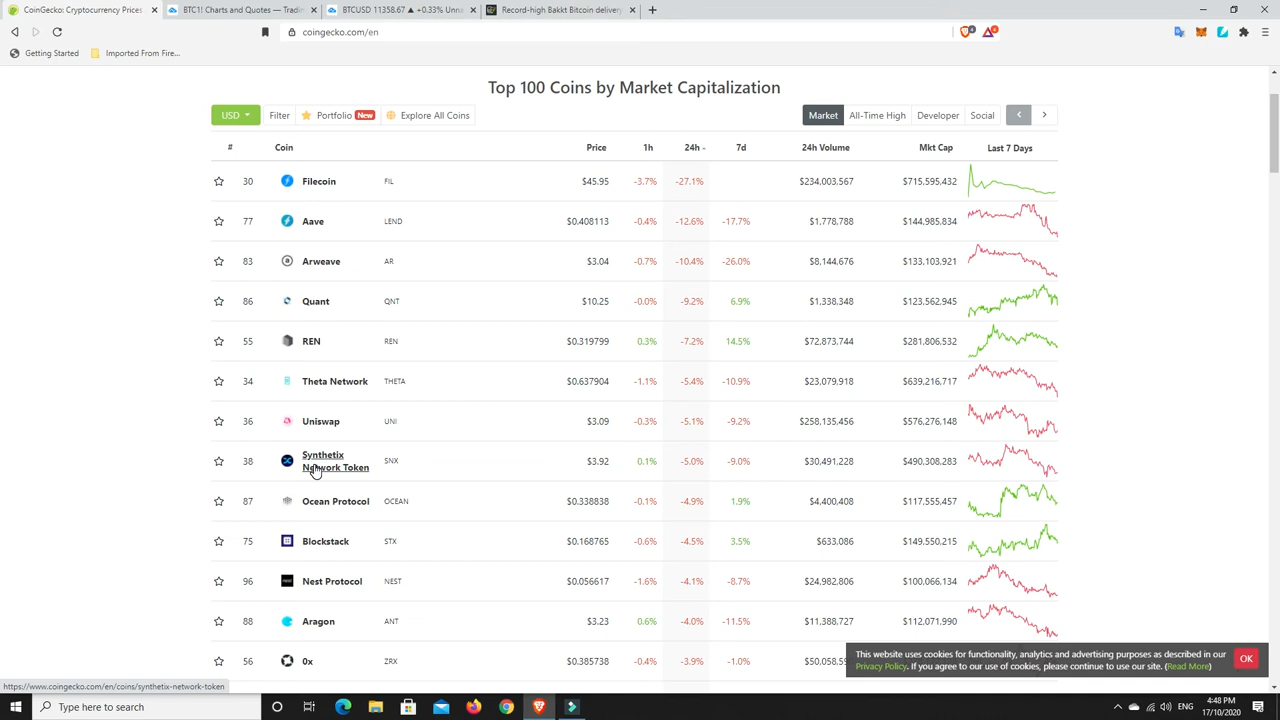 CoinGecko: Cryptocurrency Prices
BTC1! Charts and Quotes — Tradin
BTCUSD 11358.67 ▲ +0.33% Unna
Record-high Bakkt Bitcoin delivery
coingecko.com/en
Getting Started
Imported From Fire...
Top 100 Coins by Market Capitalization
USD Filter Portfolio New Explore All Coins Market All-Time High Developer Social
# Coin Price 1h 24h 7d 24h Volume Mkt Cap Last 7 Days
30 Filecoin FIL $45.95 -3.7% -27.1% $234,003,567 $715,595,432
77 Aave LEND $0.408113 -0.4% -12.6% -17.7% $1,778,788 $144,985,834
83 Arweave AR $3.04 -0.7% -10.4% -26.0% $8,144,676 $133,103,921
86 Quant QNT $10.25 -0.0% -9.2% 6.9% $1,338,348 $123,562,945
55 REN REN $0.319799 0.3% -7.2% 14.5% $72,873,744 $281,806,532
34 Theta Network THETA $0.637904 -1.1% -5.4% -10.9% $23,079,918 $639,216,717
36 Uniswap UNI $3.09 -0.3% -5.1% -9.2% $258,135,456 $576,276,148
38 Synthetix
Network Token SNX $3.92 0.1% -5.0% -9.0% $30,491,228 $490,308,283
87 Ocean Protocol OCEAN $0.338838 -0.1% -4.9% 1.9% $4,400,408 $117,555,457
75 Blockstack STX $0.168765 -0.6% -4.5% 3.5% $633,086 $149,550,215
96 Nest Protocol NEST $0.056617 -1.6% -4.1% -8.7% $24,982,806 $100,066,134
88 Aragon ANT $3.23 0.6% -4.0% -11.5% $11,388,727 $112,071,990
56 0x ZRX $0.385738 -0.4% -3.9% -1.0% $50,058,5
This website uses cookies for functionality, analytics and advertising purposes as described in our
Privacy Policy. If you agree to our use of cookies, please continue to use our site. (Read More)
OK
https://www.coingecko.com/en/coins/synthetix-network-token
Type here to search
ENG
4:48 PM
17/10/2020